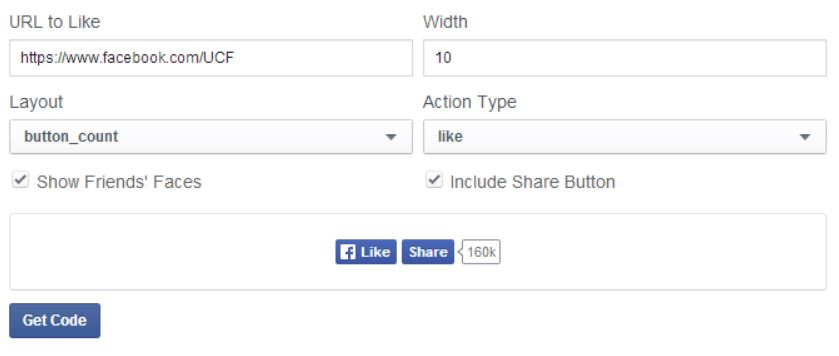 URL to Like Width
https://www.facebook.com/UCF 10
Layout Action Type
button_count like
Show Friends' Faces Include Share Button
Like Share 160k
Get Code